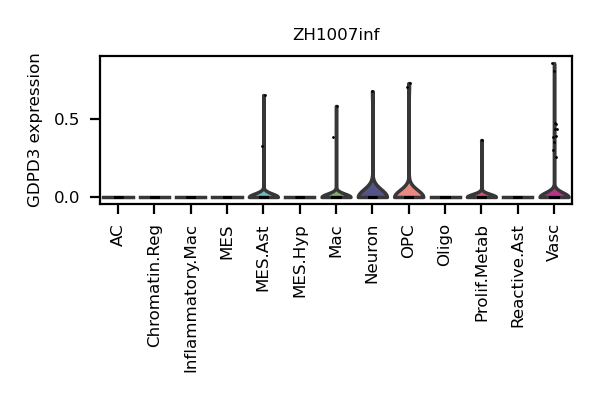 ZH1007inf
GDPD3 expression
0.5
0.0
AC
Chromatin.Reg
Inflammatory.Mac
MES
MES.Ast
MES.Hyp
Mac
Neuron
OPC
Oligo
Prolif.Metab
Reactive.Ast
Vasc